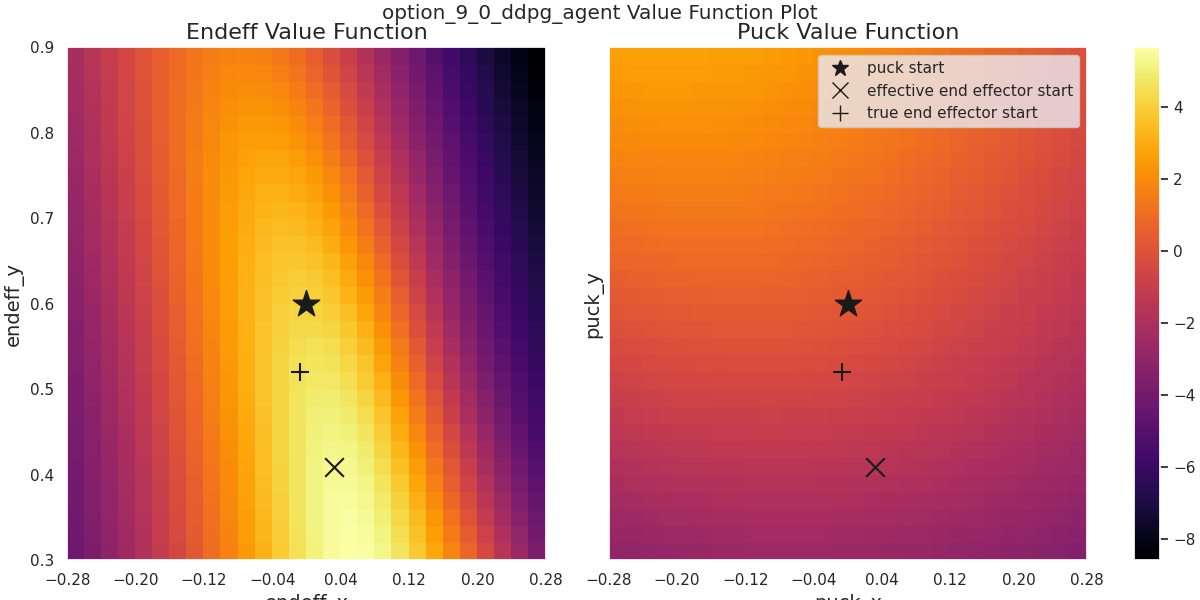 option_9_0_ddpg_agent Value Function Plot
Endeff Value Function
Puck Value Function
puck start
effective end effector start
true end effector start
endeff_y
0.9
0.8
0.7
0.6
0.5
0.4
0.3
−0.28 −0.20 −0.12 −0.04 0.04 0.12 0.20 0.28
endeff_x
puck_y
−0.28 −0.20 −0.12 −0.04 0.04 0.12 0.20 0.28
puck_x
4
2
0
−2
−4
−6
−8